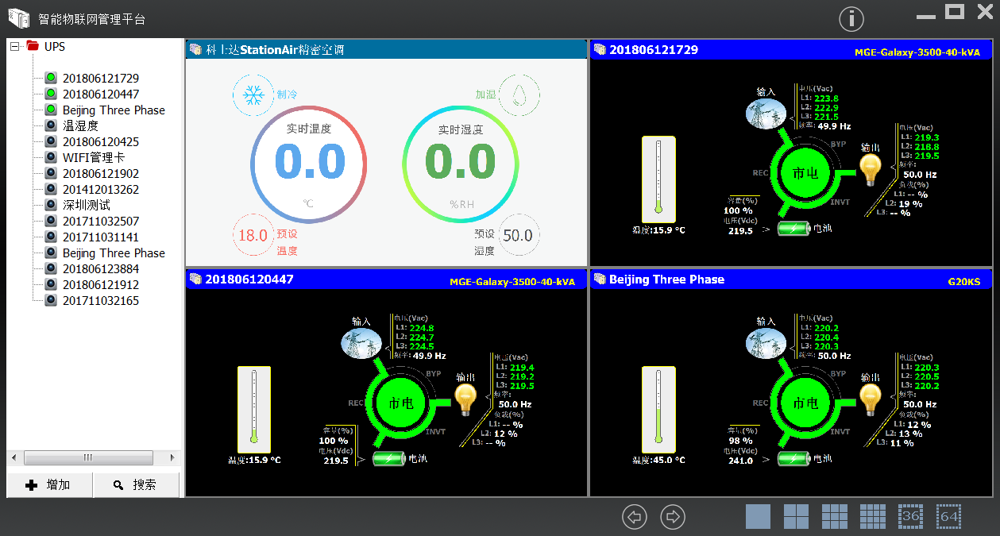 智能物联网管理平台
UPS
201806121729
201806120447
Beijing Three Phase
温湿度
201806120425
WIFI管理卡
201806121902
201412013262
深圳测试
201711032507
201711031141
Beijing Three Phase
201806123884
201806121912
201711032165
增加
搜索
科士达StationAir精密空调
制冷
加湿
实时温度
0.0
℃
实时湿度
0.0
%RH
18.0
预设
温度
预设
湿度
50.0
201806121729
MGE-Galaxy-3500-40-kVA
输入
电压(Vac)
L1: 223.8
L2: 222.9
L3: 221.5
频率: 49.9 Hz
BYP
REC
市电
INVT
输出
电压(Vac)
L1: 219.3
L2: 218.8
L3: 219.5
频率:
50.0 Hz
负载(%)
L1: -- %
L2: 19 %
L3: -- %
容量(%)
100 %
电压(Vdc)
219.5
电池
温度:15.9 ℃
201806120447
MGE-Galaxy-3500-40-kVA
输入
电压(Vac)
L1: 224.8
L2: 224.7
L3: 224.5
频率: 49.9 Hz
BYP
REC
市电
INVT
输出
电压(Vac)
L1: 219.4
L2: 219.2
L3: 219.5
频率:
50.0 Hz
负载(%)
L1: -- %
L2: 12 %
L3: -- %
容量(%)
100 %
电压(Vdc)
219.5
电池
温度:15.9 ℃
Beijing Three Phase
G20KS
输入
电压(Vac)
L1: 220.2
L2: 220.4
L3: 220.3
频率: 50.0 Hz
BYP
REC
市电
INVT
输出
电压(Vac)
L1: 220.3
L2: 220.5
L3: 220.2
频率:
50.0 Hz
负载(%)
L1: 12 %
L2: 13 %
L3: 11 %
容量(%)
98 %
电压(Vdc)
241.0
电池
温度:45.0 ℃
36
64